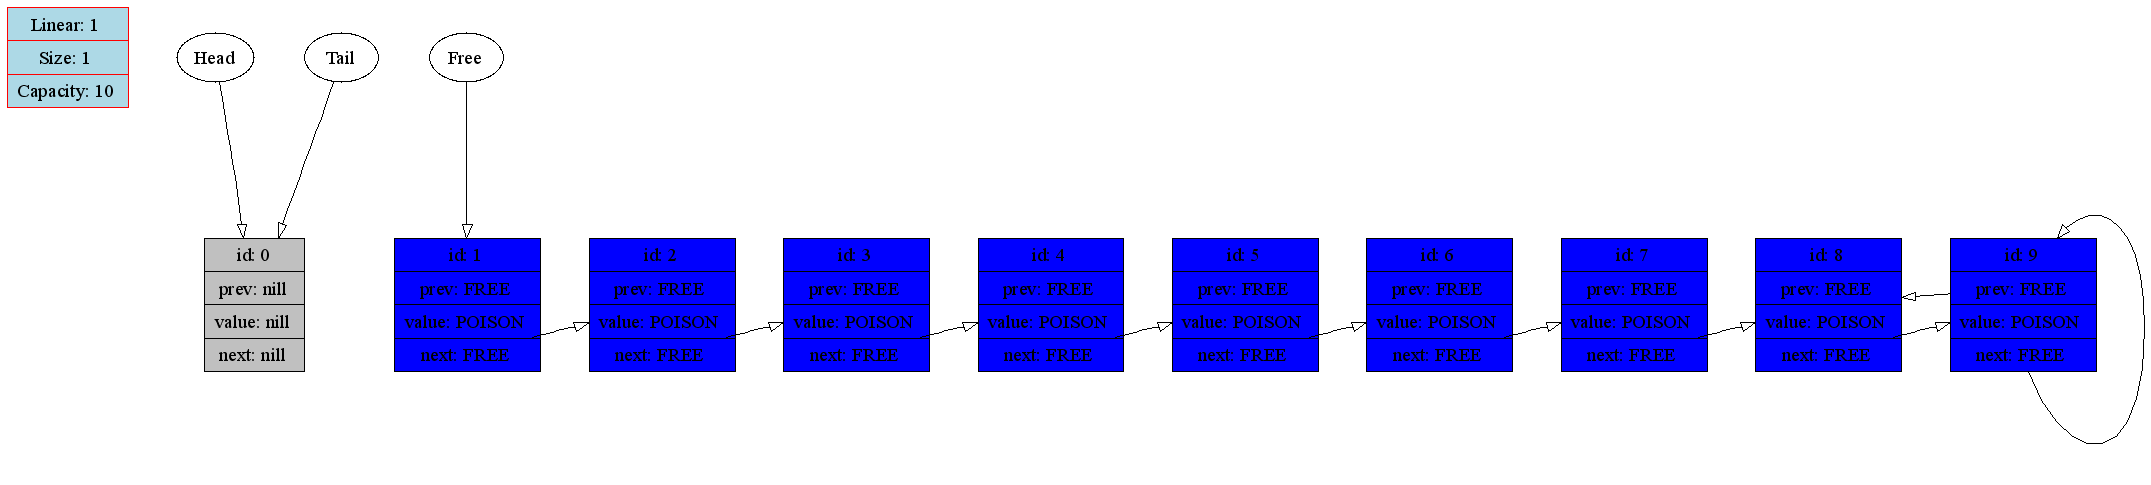 Linear: 1
Size: 1
Capacity: 10
Head
Tail
Free
id: 0
prev: nill
value: nill
next: nill
id: 1
prev: FREE
value: POISON
next: FREE
id: 2
prev: FREE
value: POISON
next: FREE
id: 3
prev: FREE
value: POISON
next: FREE
id: 4
prev: FREE
value: POISON
next: FREE
id: 5
prev: FREE
value: POISON
next: FREE
id: 6
prev: FREE
value: POISON
next: FREE
id: 7
prev: FREE
value: POISON
next: FREE
id: 8
prev: FREE
value: POISON
next: FREE
id: 9
prev: FREE
value: POISON
next: FREE